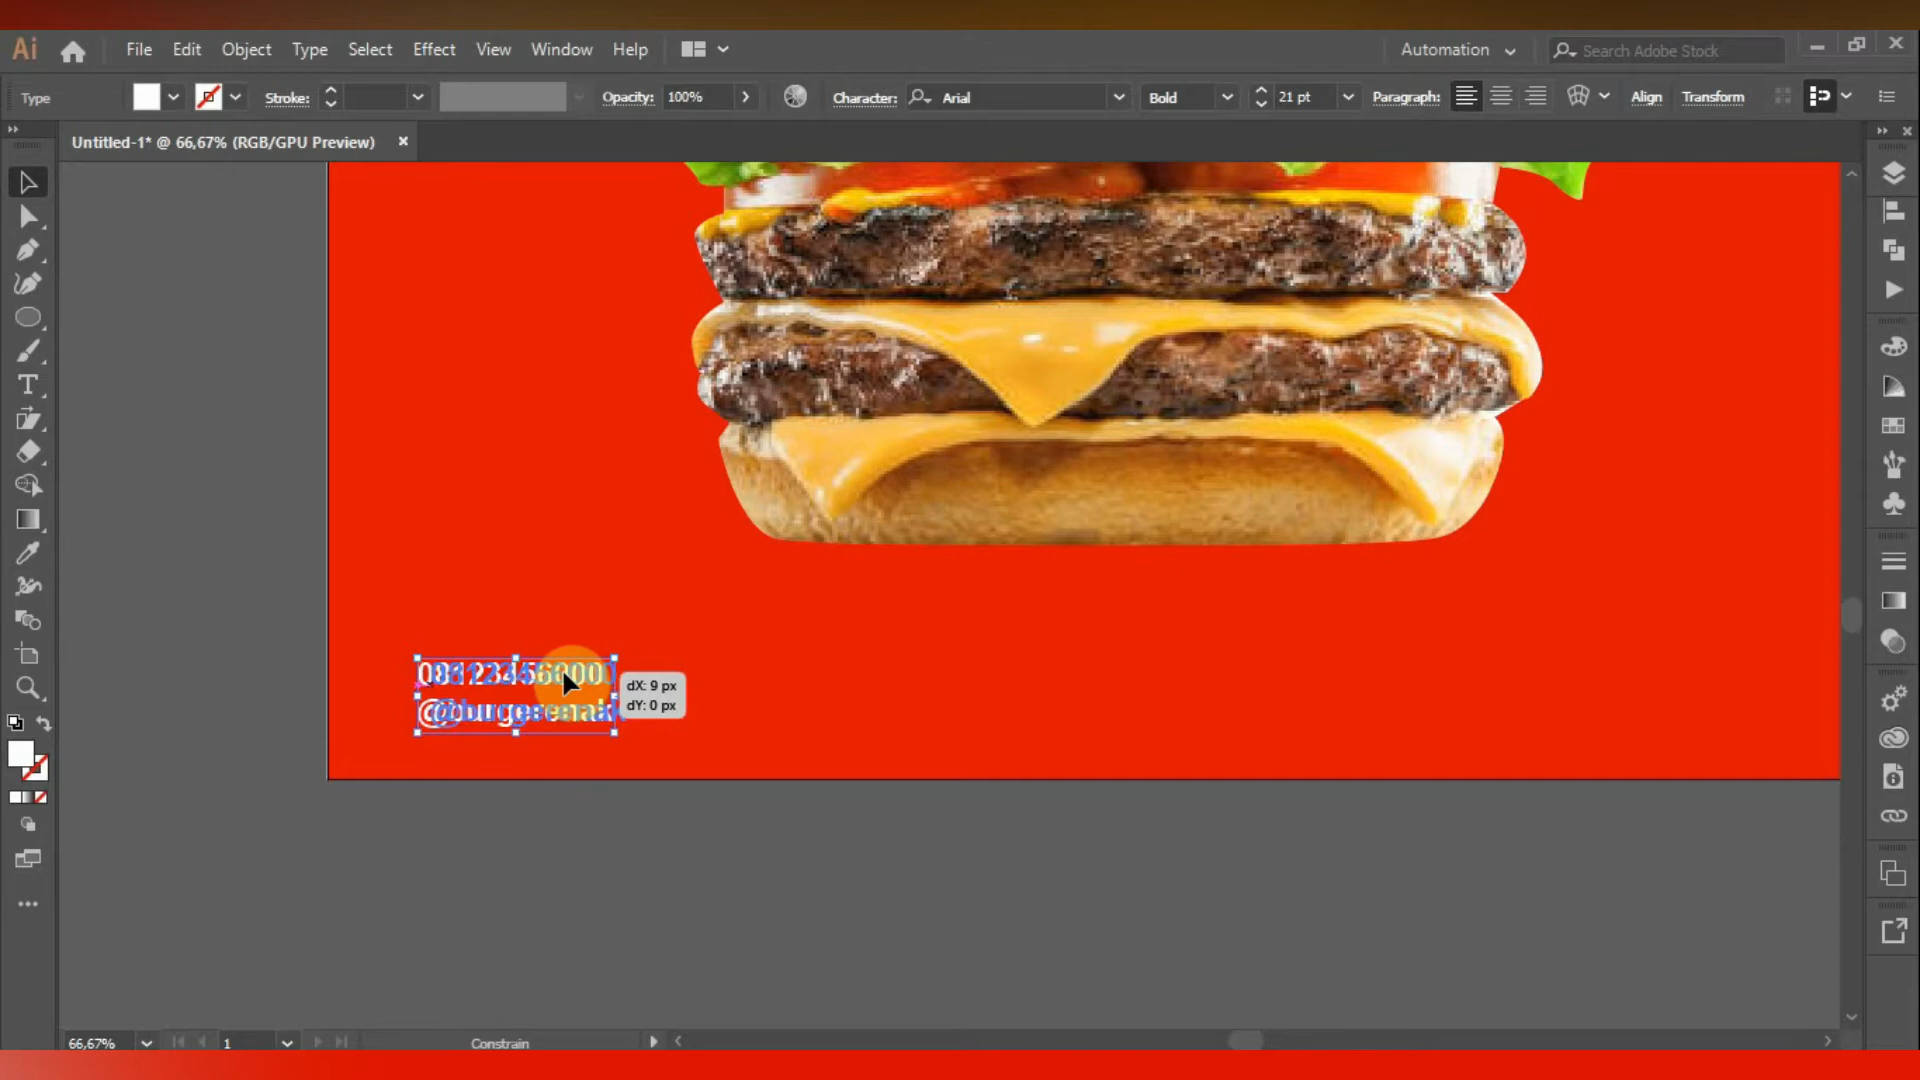 Ai File Edit Object Type Select Effect View Window Help Automation Search Adobe Stock
Type Stroke: Opacity: 100% Character: Arial Bold 21 pt Paragraph: Align Transform
Untitled-1* @ 66,67% (RGB/GPU Preview)
dX: 9 px
dY: 0 px
66,67% 1 Constrain